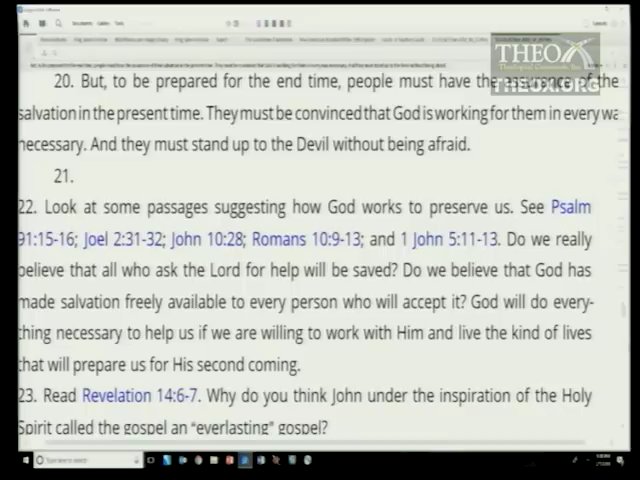 THEOX
THEOX.ORG
20. But, to be prepared for the end time, people must have the assurance of the
salvation in the present time. They must be convinced that God is working for them in every wa
necessary. And they must stand up to the Devil without being afraid.
21.
22. Look at some passages suggesting how God works to preserve us. See Psalm
91:15-16; Joel 2:31-32; John 10:28; Romans 10:9-13; and 1 John 5:11-13. Do we really
believe that all who ask the Lord for help will be saved? Do we believe that God has
made salvation freely available to every person who will accept it? God will do every-
thing necessary to help us if we are willing to work with Him and live the kind of lives
that will prepare us for His second coming.
23. Read Revelation 14:6-7. Why do you think John under the inspiration of the Holy
Spirit called the gospel an “everlasting” gospel?